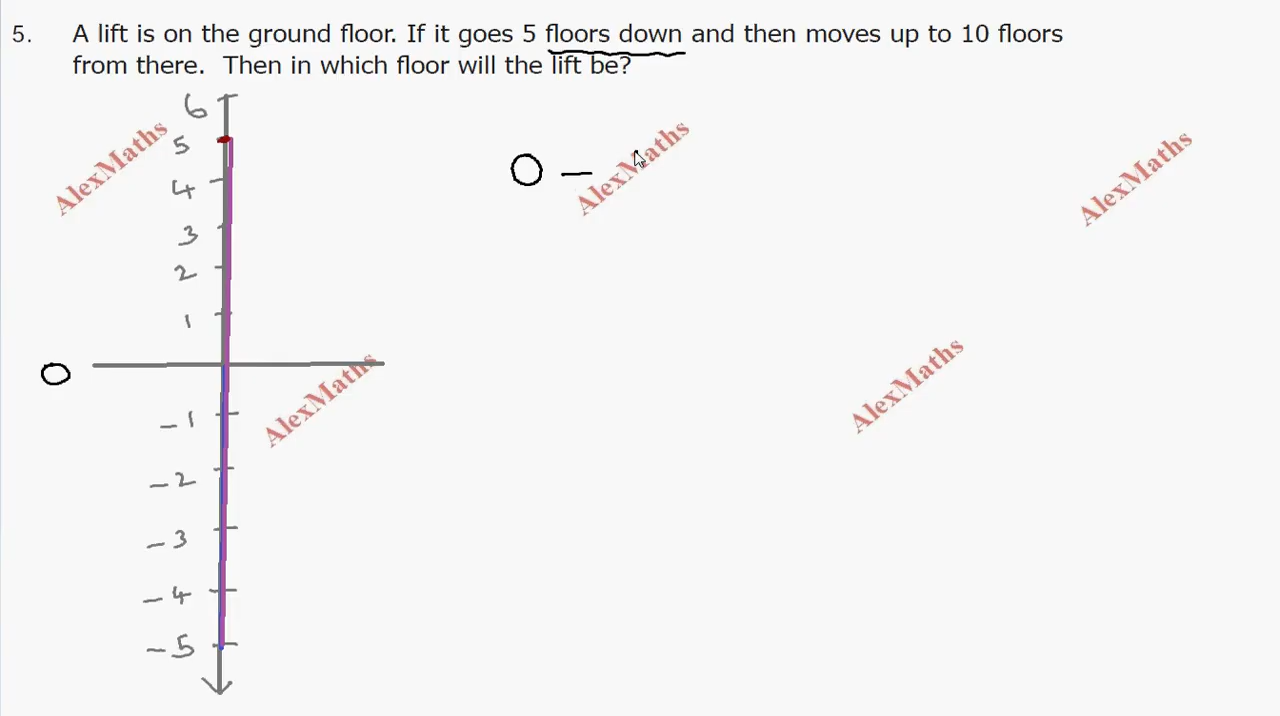 5. A lift is on the ground floor. If it goes 5 floors down and then moves up to 10 floors
from there. Then in which floor will the lift be?
6
5
4
3
2
1
0
-1
-2
-3
-4
-5
0 -
AlexMaths
AlexMaths
AlexMaths
AlexMaths
AlexMaths